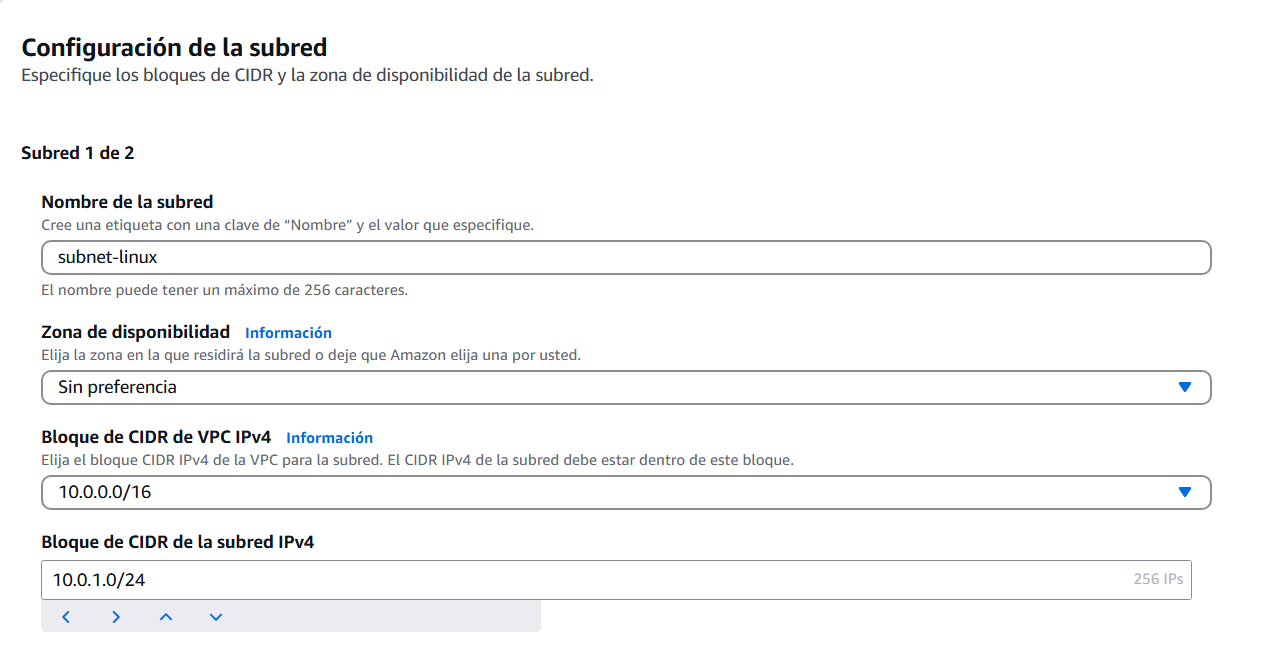 Configuración de la subred
Especifique los bloques de CIDR y la zona de disponibilidad de la subred.
Subred 1 de 2
Nombre de la subred
Cree una etiqueta con una clave de “Nombre” y el valor que especifique.
subnet-linux
El nombre puede tener un máximo de 256 caracteres.
Zona de disponibilidad Información
Elija la zona en la que residirá la subred o deje que Amazon elija una por usted.
Sin preferencia
Bloque de CIDR de VPC IPv4 Información
Elija el bloque CIDR IPv4 de la VPC para la subred. El CIDR IPv4 de la subred debe estar dentro de este bloque.
10.0.0.0/16
Bloque de CIDR de la subred IPv4
10.0.1.0/24 256 IPs